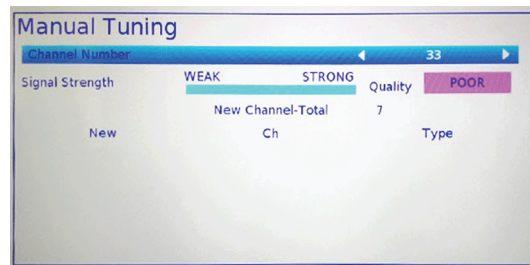 Manual Tuning
Channel Number 33
Signal Strength WEAK STRONG Quality POOR
New Channel-Total 7
New Ch Type